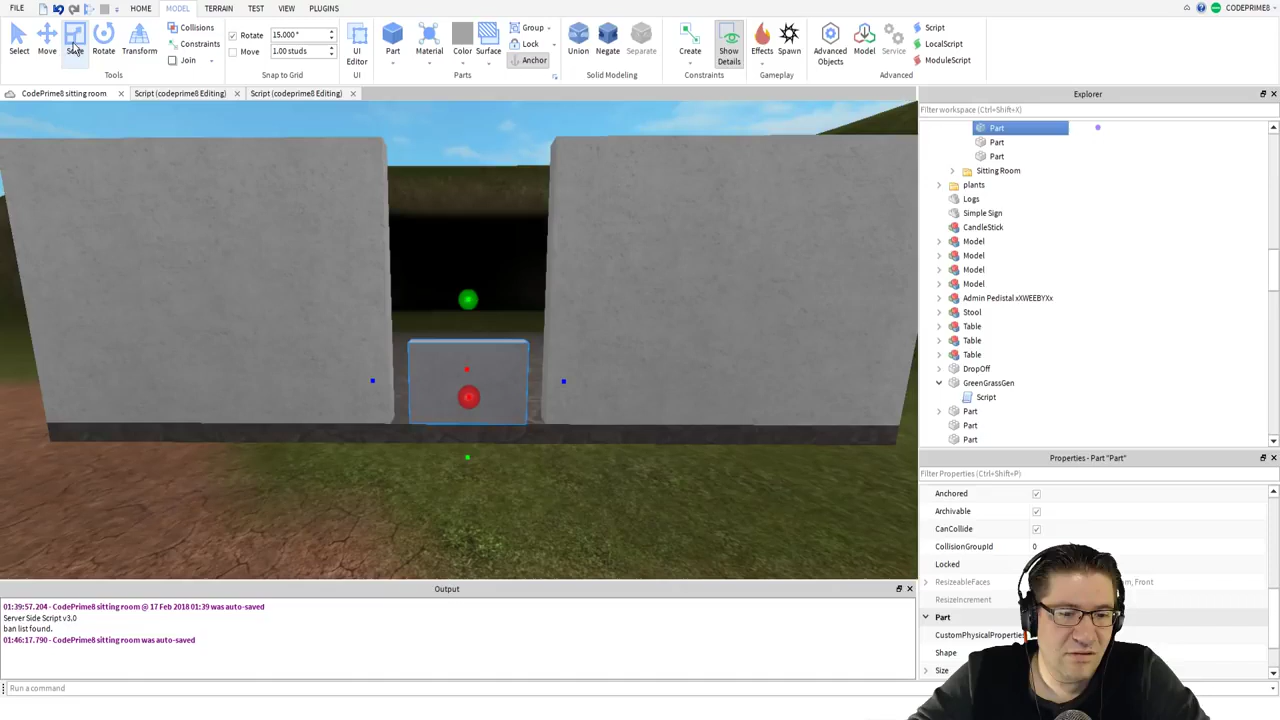 FILE HOME MODEL TERRAIN TEST VIEW PLUGINS CODEPRIME8
Select Move Rotate Transform
Collisions
Constraints
Join
Tools
Rotate 15.000°
Move 1.00 studs
Snap to Grid
UI Editor
UI
Part Material Color Surface
Group
Lock
Anchor
Parts
Union Negate Separate
Solid Modeling
Create Show Details
Constraints
Effects Spawn
Gameplay
Advanced Objects Model Service
Script
LocalScript
ModuleScript
Advanced
CodePrime8 sitting room Script (codeprime8 Editing) Script (codeprime8 Editing)
Explorer
Filter workspace (Ctrl+Shift+X)
Part
Part
Part
Sitting Room
plants
Logs
Simple Sign
CandleStick
Model
Model
Model
Model
Admin Pedistal xXWEEBYXx
Stool
Table
Table
Table
DropOff
GreenGrassGen
Script
Part
Part
Part
Properties - Part "Part"
Filter Properties (Ctrl+Shift+P)
Anchored
Archivable
CanCollide
CollisionGroupId 0
Locked
ResizeableFaces m, Front
ResizeIncrement
Part
CustomPhysicalProperties
Shape
Size
Output
01:39:57.204 - CodePrime8 sitting room @ 17 Feb 2018 01:39 was auto-saved
Server Side Script v3.0
ban list found.
01:46:17.790 - CodePrime8 sitting room was auto-saved
Run a command